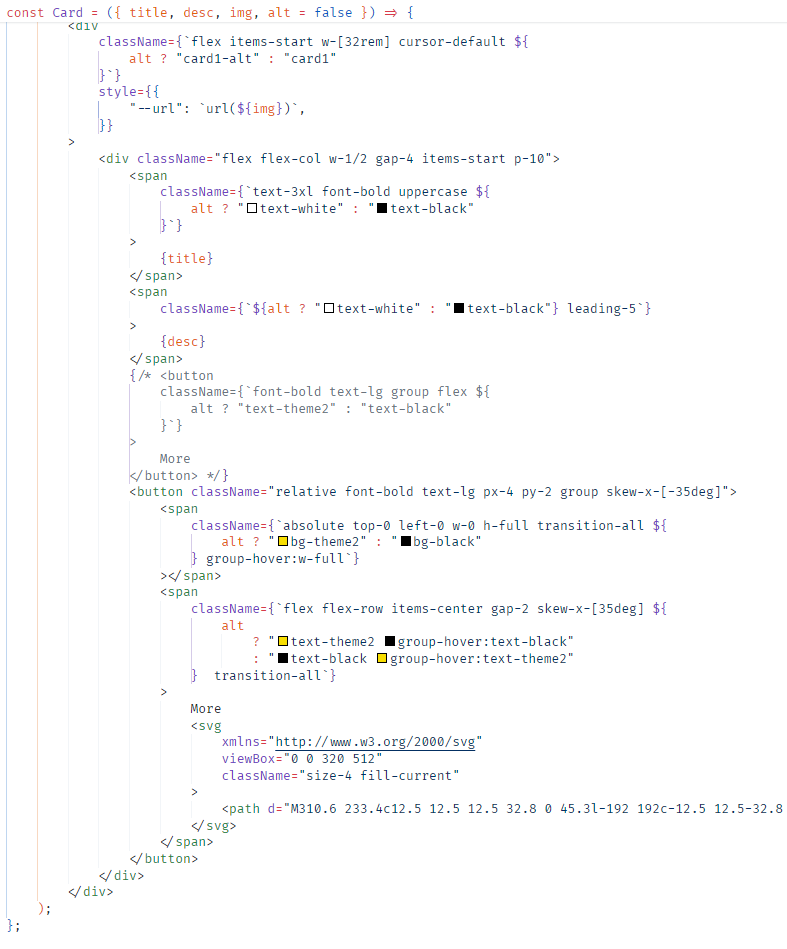 const Card = ({ title, desc, img, alt = false }) => {
<div
className={`flex items-start w-[32rem] cursor-default ${
alt ? "card1-alt" : "card1"
}`}
style={{
"--url": `url(${img})`,
}}
>
<div className="flex flex-col w-1/2 gap-4 items-start p-10">
<span
className={`text-3xl font-bold uppercase ${
alt ? "text-white" : "text-black"
}`}
>
{title}
</span>
<span
className={`${alt ? "text-white" : "text-black"} leading-5`}
>
{desc}
</span>
{/* <button
className={`font-bold text-lg group flex ${
alt ? "text-theme2" : "text-black"
}`}
>
More
</button> */}
<button className="relative font-bold text-lg px-4 py-2 group skew-x-[-35deg]">
<span
className={`absolute top-0 left-0 w-0 h-full transition-all ${
alt ? "bg-theme2" : "bg-black"
} group-hover:w-full`}
></span>
<span
className={`flex flex-row items-center gap-2 skew-x-[35deg] ${
alt
? "text-theme2 group-hover:text-black"
: "text-black group-hover:text-theme2"
}  transition-all`}
>
More
<svg
xmlns="http://www.w3.org/2000/svg"
viewBox="0 0 320 512"
className="size-4 fill-current"
>
<path d="M310.6 233.4c12.5 12.5 12.5 32.8 0 45.3l-192 192c-12.5 12.5-32.8
</svg>
</span>
</button>
</div>
</div>
);
};